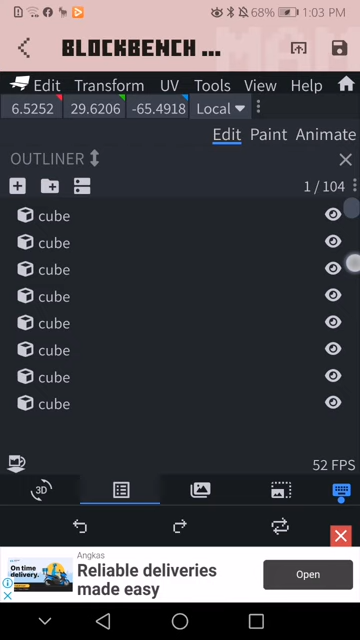 68% 1:03 PM
BLOCKBENCH ...
Edit Transform UV Tools View Help
6.5252 29.6206 -65.4918 Local
Edit Paint Animate
OUTLINER
1 / 104
cube
cube
cube
cube
cube
cube
cube
cube
52 FPS
3D
On time delivery.
Angkas
Reliable deliveries made easy
Open